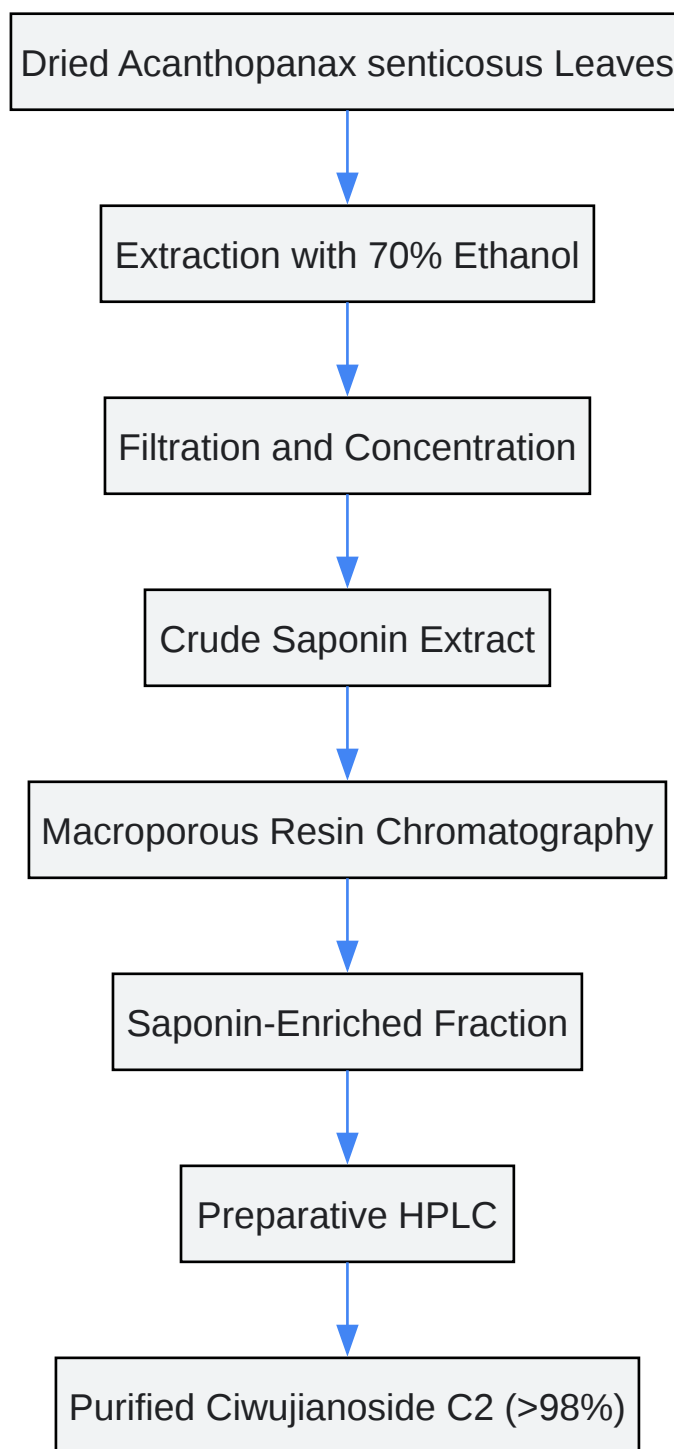 Dried Acanthopanax senticosus Leaves
Extraction with 70% Ethanol
Filtration and Concentration
Crude Saponin Extract
Macroporous Resin Chromatography
Saponin-Enriched Fraction
Preparative HPLC
Purified Ciwujianoside C2 (>98%)